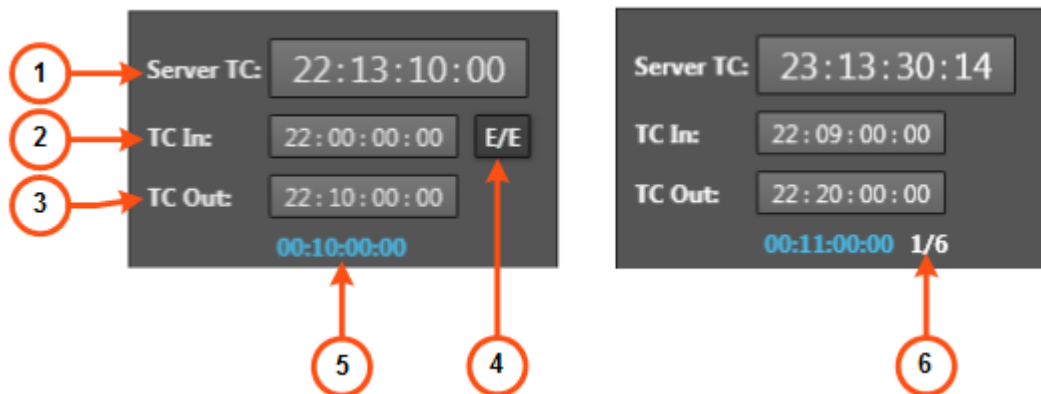 1
Server TC: 22:13:10:00
2
TC In: 22:00:00:00 E/E
3
TC Out: 22:10:00:00
00:10:00:00
5
4
Server TC: 23:13:30:14
TC In: 22:09:00:00
TC Out: 22:20:00:00
00:11:00:00 1/6
6